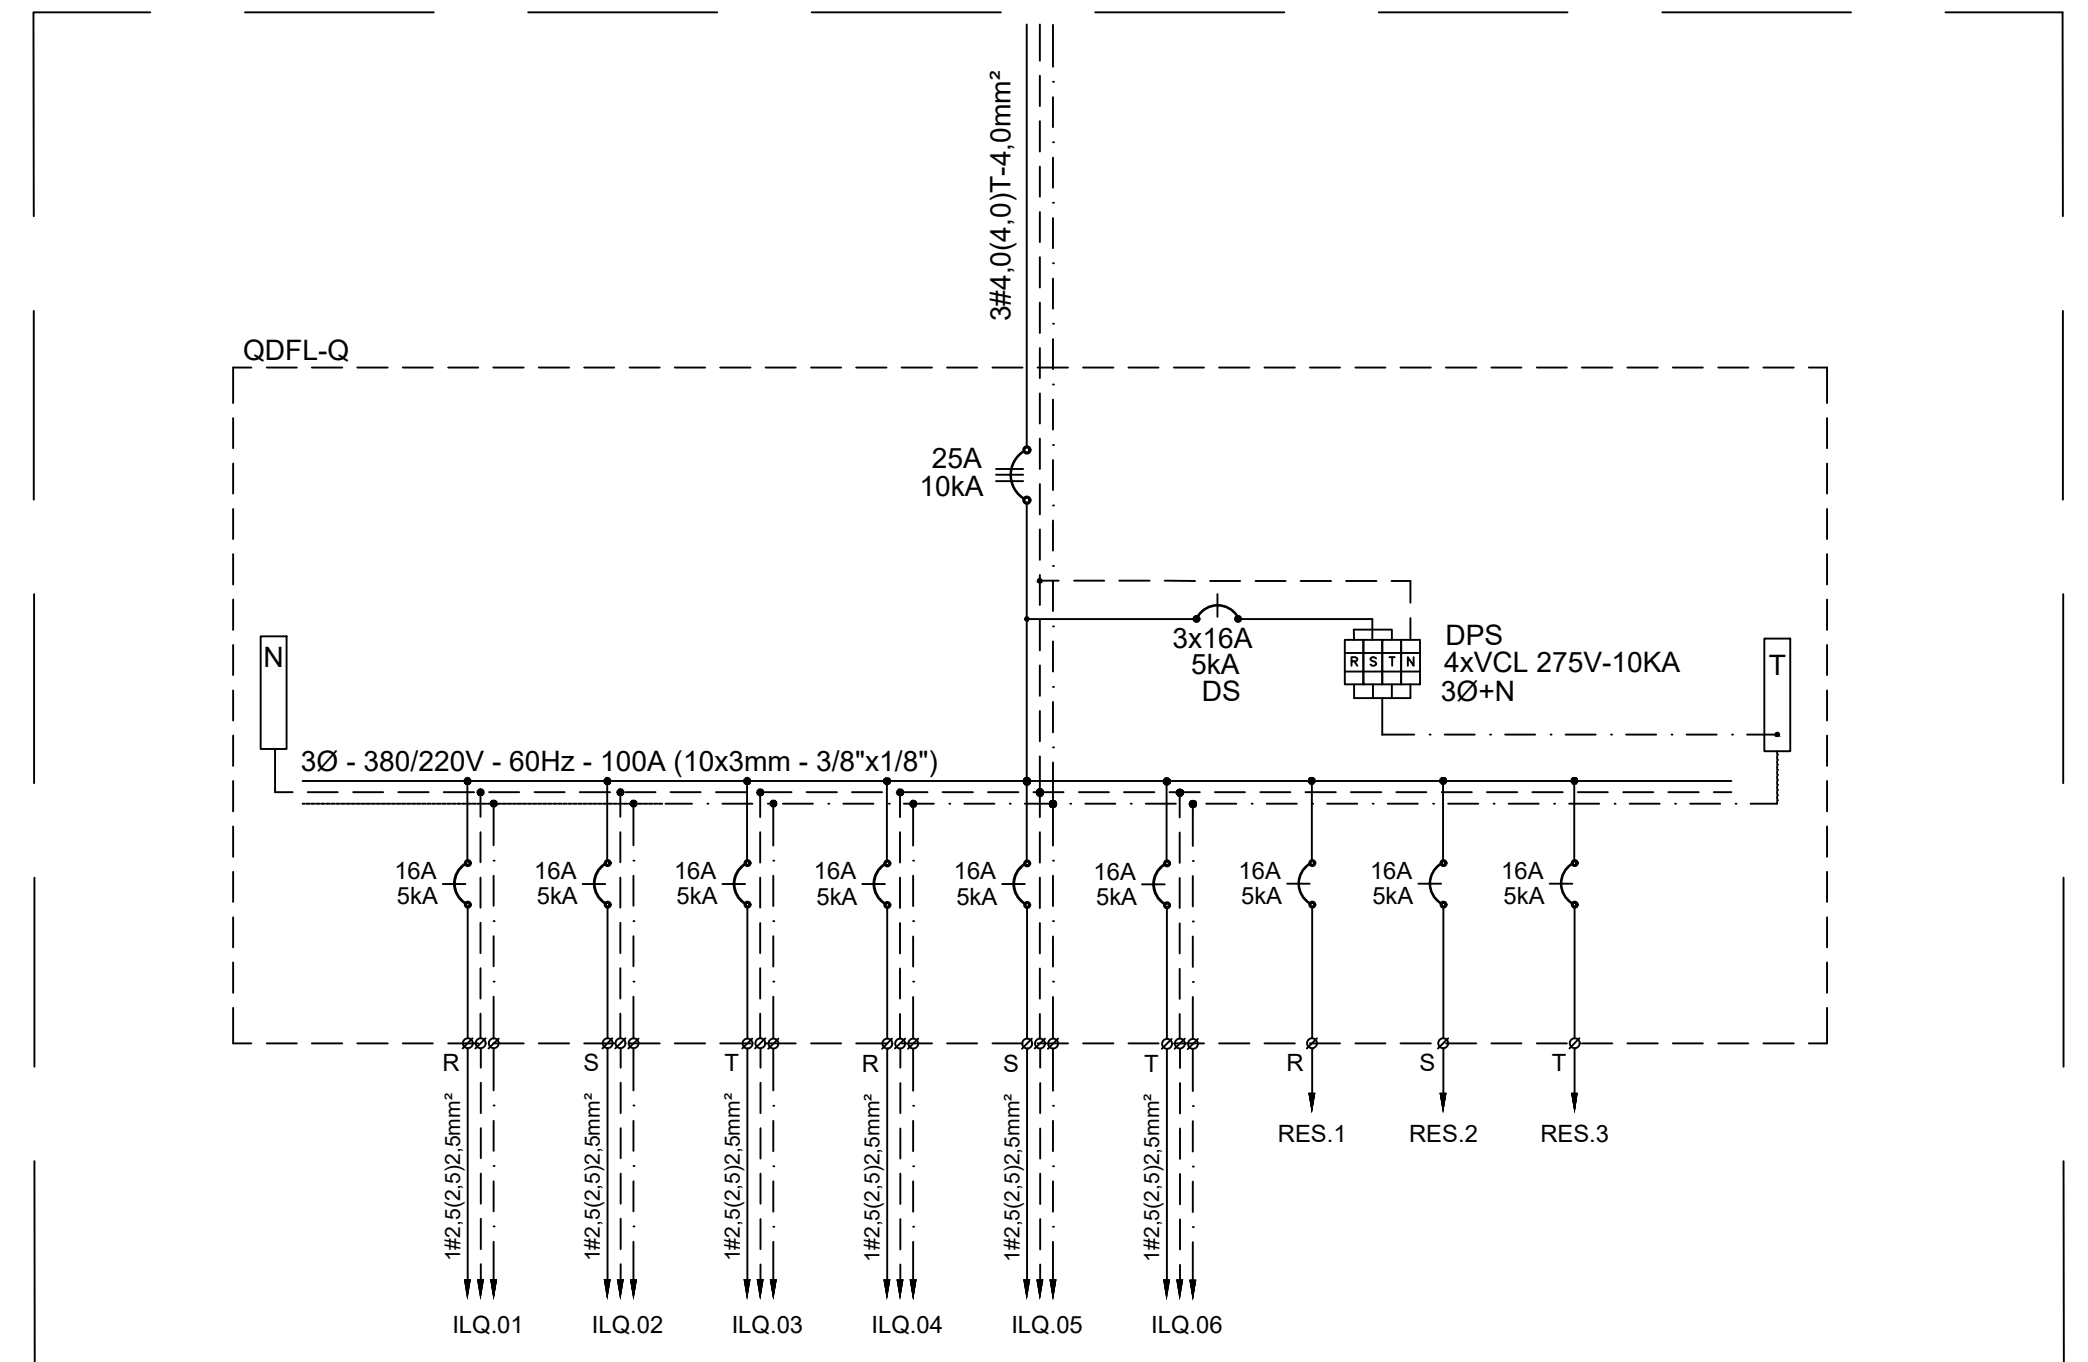 3#4,0(4,0)T-4,0mm²
QDFL-Q
25A
10kA
3x16A
5kA
DS
R S T N
DPS
4xVCL 275V-10KA
3Ø+N
N
T
3Ø - 380/220V - 60Hz - 100A (10x3mm - 3/8"x1/8")
16A
5kA
16A
5kA
16A
5kA
16A
5kA
16A
5kA
16A
5kA
16A
5kA
16A
5kA
16A
5kA
R
S
T
R
S
T
R
S
T
1#2,5(2,5)2,5mm²
1#2,5(2,5)2,5mm²
1#2,5(2,5)2,5mm²
1#2,5(2,5)2,5mm²
1#2,5(2,5)2,5mm²
1#2,5(2,5)2,5mm²
RES.1
RES.2
RES.3
ILQ.01
ILQ.02
ILQ.03
ILQ.04
ILQ.05
ILQ.06